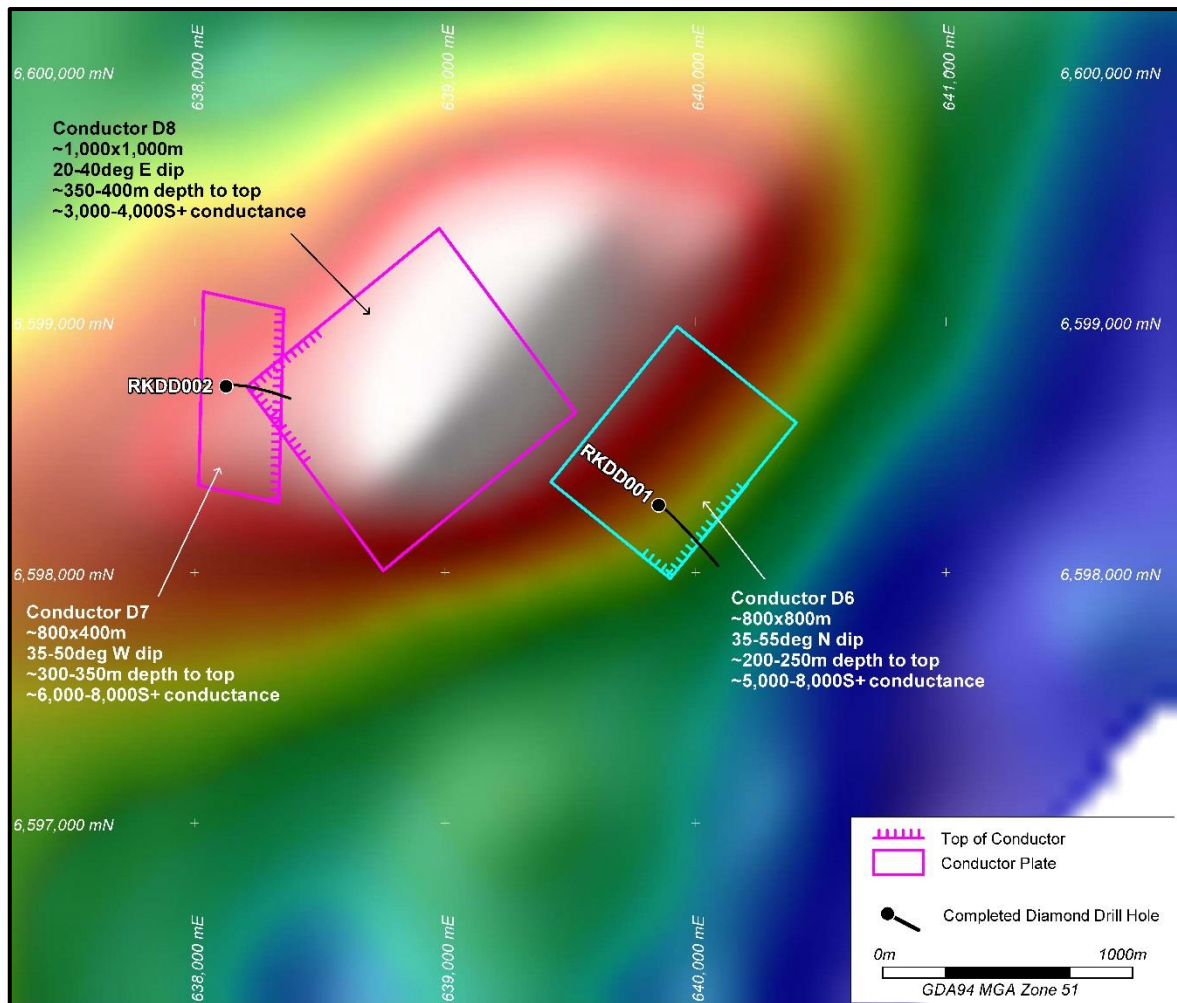 638,000 mE
639,000 mE
640,000 mE
641,000 mE
6,600,000 mN
6,600,000 mN
Conductor D8
~1,000x1,000m
20-40deg E dip
~350-400m depth to top
~3,000-4,000S+ conductance
6,599,000 mN
6,599,000 mN
RKDD002
RKDD001
6,598,000 mN
6,598,000 mN
Conductor D7
~800x400m
35-50deg W dip
~300-350m depth to top
~6,000-8,000S+ conductance
Conductor D6
~800x800m
35-55deg N dip
~200-250m depth to top
~5,000-8,000S+ conductance
6,597,000 mN
6,597,000 mN
638,000 mE
639,000 mE
640,000 mE
Top of Conductor
Conductor Plate
Completed Diamond Drill Hole
0m
1000m
GDA94 MGA Zone 51